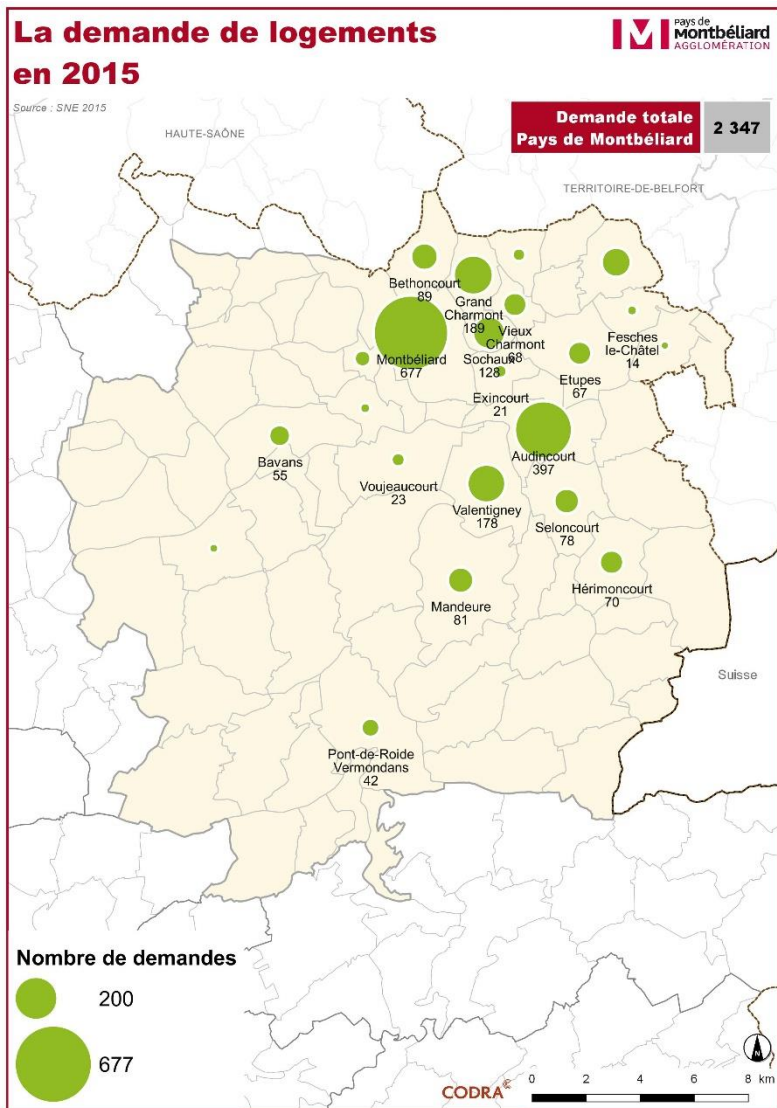 La demande de logements
en 2015
pays de
Montbéliard
AGGLOMÉRATION
Source : SNE 2015
Demande totale
Pays de Montbéliard
2 347
HAUTE-SAÔNE
TERRITOIRE-DE-BELFORT
Bethoncourt
89
Grand
Charmont
189
Vieux
Charmont
68
Fesches
le-Châtel
14
Montbéliard
677
Sochaux
128
Etupes
67
Exincourt
21
Audincourt
397
Bavans
55
Voujeaucourt
23
Valentigney
178
Seloncourt
78
Hérimoncourt
70
Mandeure
81
Suisse
Pont-de-Roide
Vermondans
42
Nombre de demandes
200
677
CODRA
0 2 4 6 8 km
N